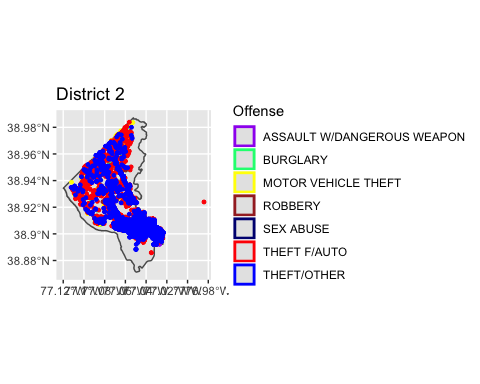 District 2
Offense
38.98°N
38.96°N
38.94°N
38.92°N
38.9°N
38.88°N
ASSAULT W/DANGEROUS WEAPON
BURGLARY
MOTOR VEHICLE THEFT
ROBBERY
SEX ABUSE
THEFT F/AUTO
THEFT/OTHER